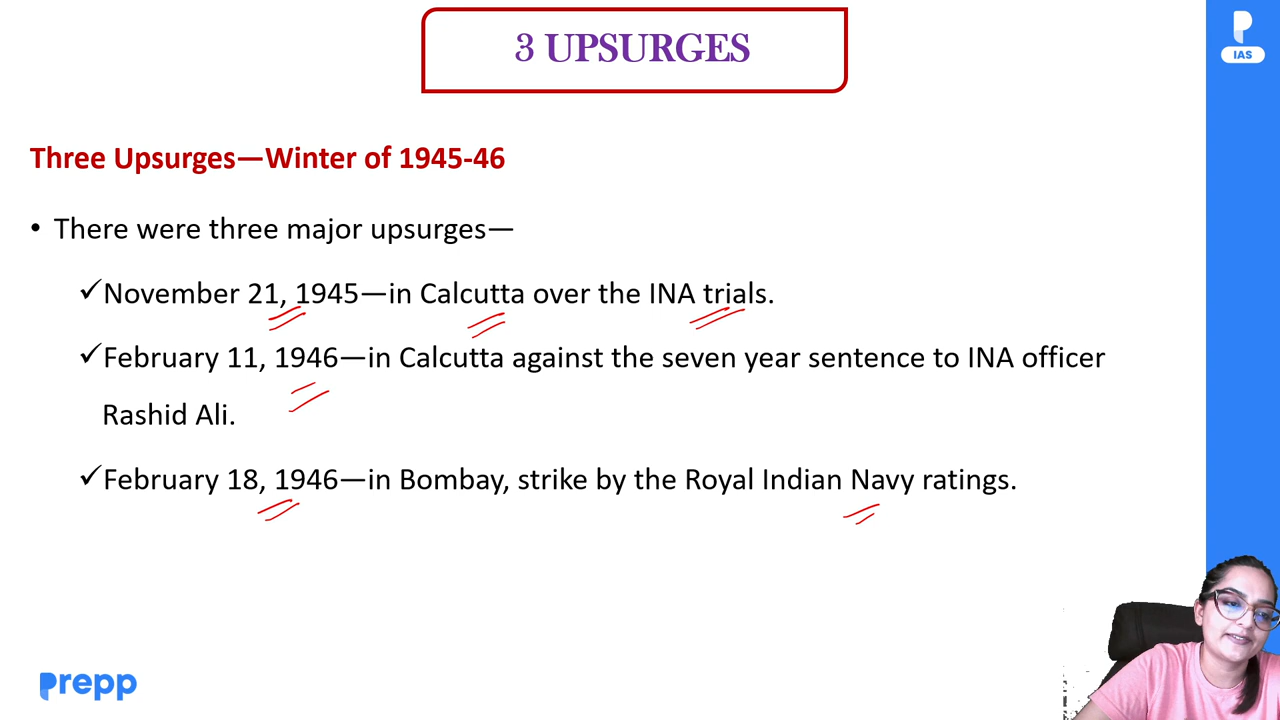 3 UPSURGES
IAS
Three Upsurges—Winter of 1945-46
• There were three major upsurges—
✓November 21, 1945—in Calcutta over the INA trials.
✓February 11, 1946—in Calcutta against the seven year sentence to INA officer
Rashid Ali.
✓February 18, 1946—in Bombay, strike by the Royal Indian Navy ratings.
prepp